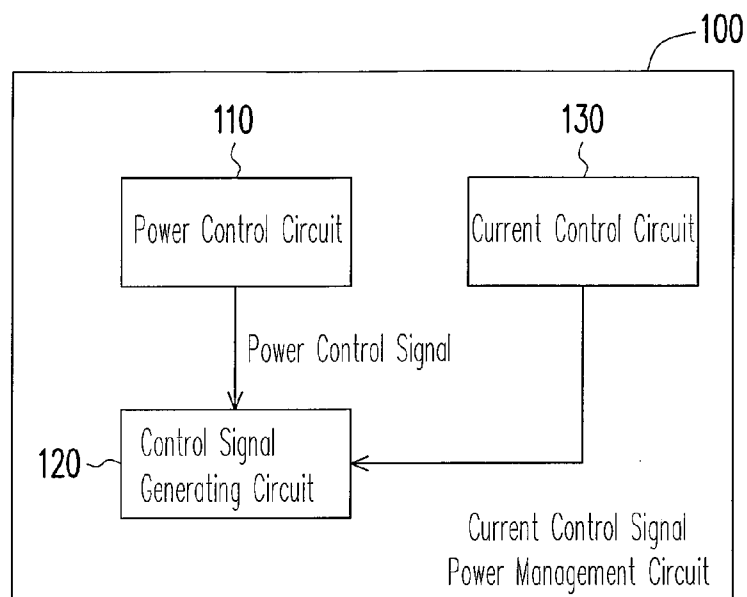 100
110
130
Power Control Circuit
Current Control Circuit
Power Control Signal
120
Control Signal
Generating Circuit
Current Control Signal
Power Management Circuit